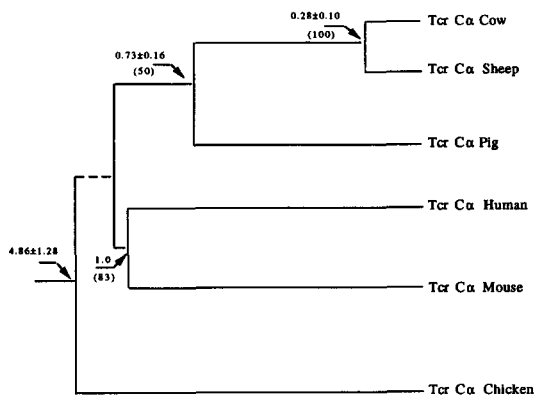 0.28±0.10
(100)
Tcr Cα Cow
0.73±0.16
(50)
Tcr Cα Sheep
Tcr Cα Pig
Tcr Cα Human
4.86±1.28
1.0
(83)
Tcr Cα Mouse
Tcr Cα Chicken